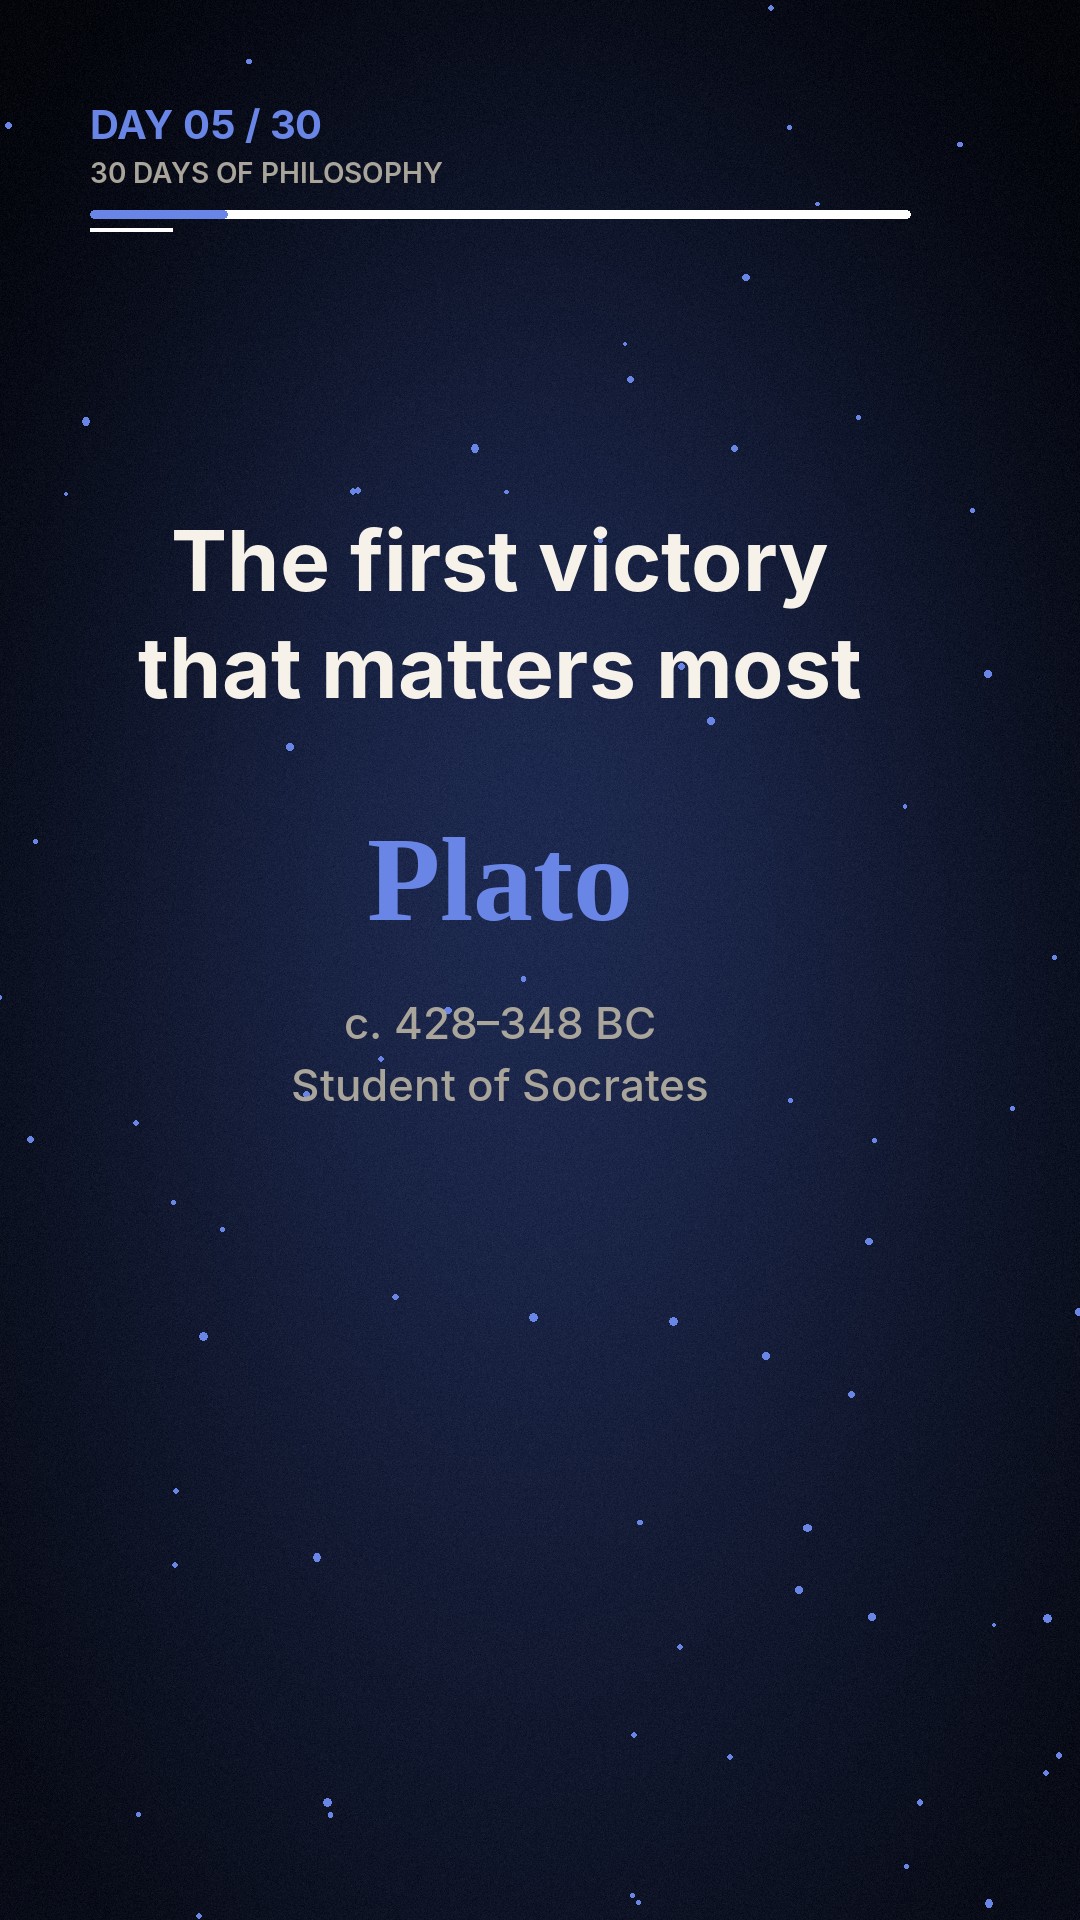 DAY 05 / 30
30 DAYS OF PHILOSOPHY
The first victory
that matters most
Plato
c. 428–348 BC
Student of Socrates